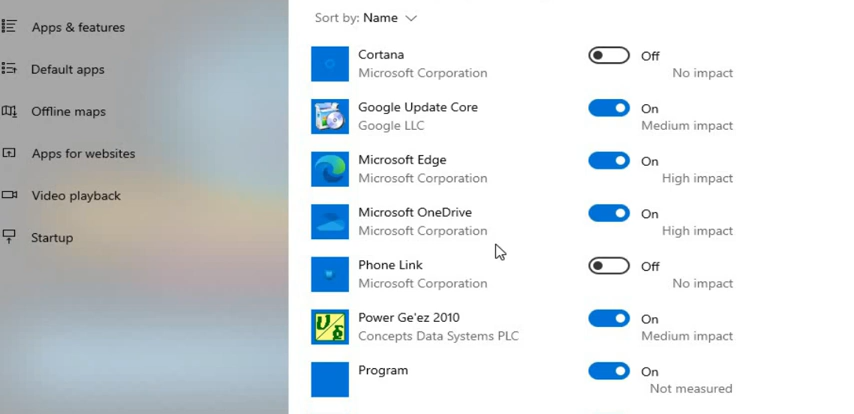 Apps & features
Default apps
Offline maps
Apps for websites
Video playback
Startup
Sort by: Name
Cortana
Microsoft Corporation
Off
No impact
Google Update Core
Google LLC
On
Medium impact
Microsoft Edge
Microsoft Corporation
On
High impact
Microsoft OneDrive
Microsoft Corporation
On
High impact
Phone Link
Microsoft Corporation
Off
No impact
Power Ge'ez 2010
Concepts Data Systems PLC
On
Medium impact
Program
On
Not measured